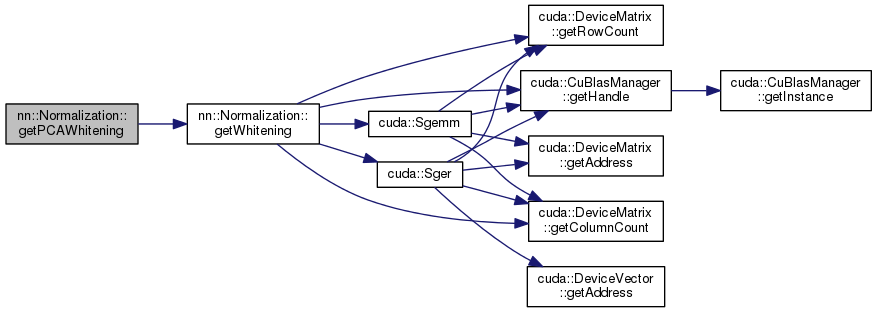 nn::Normalization::
getPCAWhitening
nn::Normalization::
getWhitening
cuda::Sgemm
cuda::Sger
cuda::DeviceMatrix
::getRowCount
cuda::CuBlasManager
::getHandle
cuda::DeviceMatrix
::getAddress
cuda::DeviceMatrix
::getColumnCount
cuda::DeviceVector
::getAddress
cuda::CuBlasManager
::getInstance